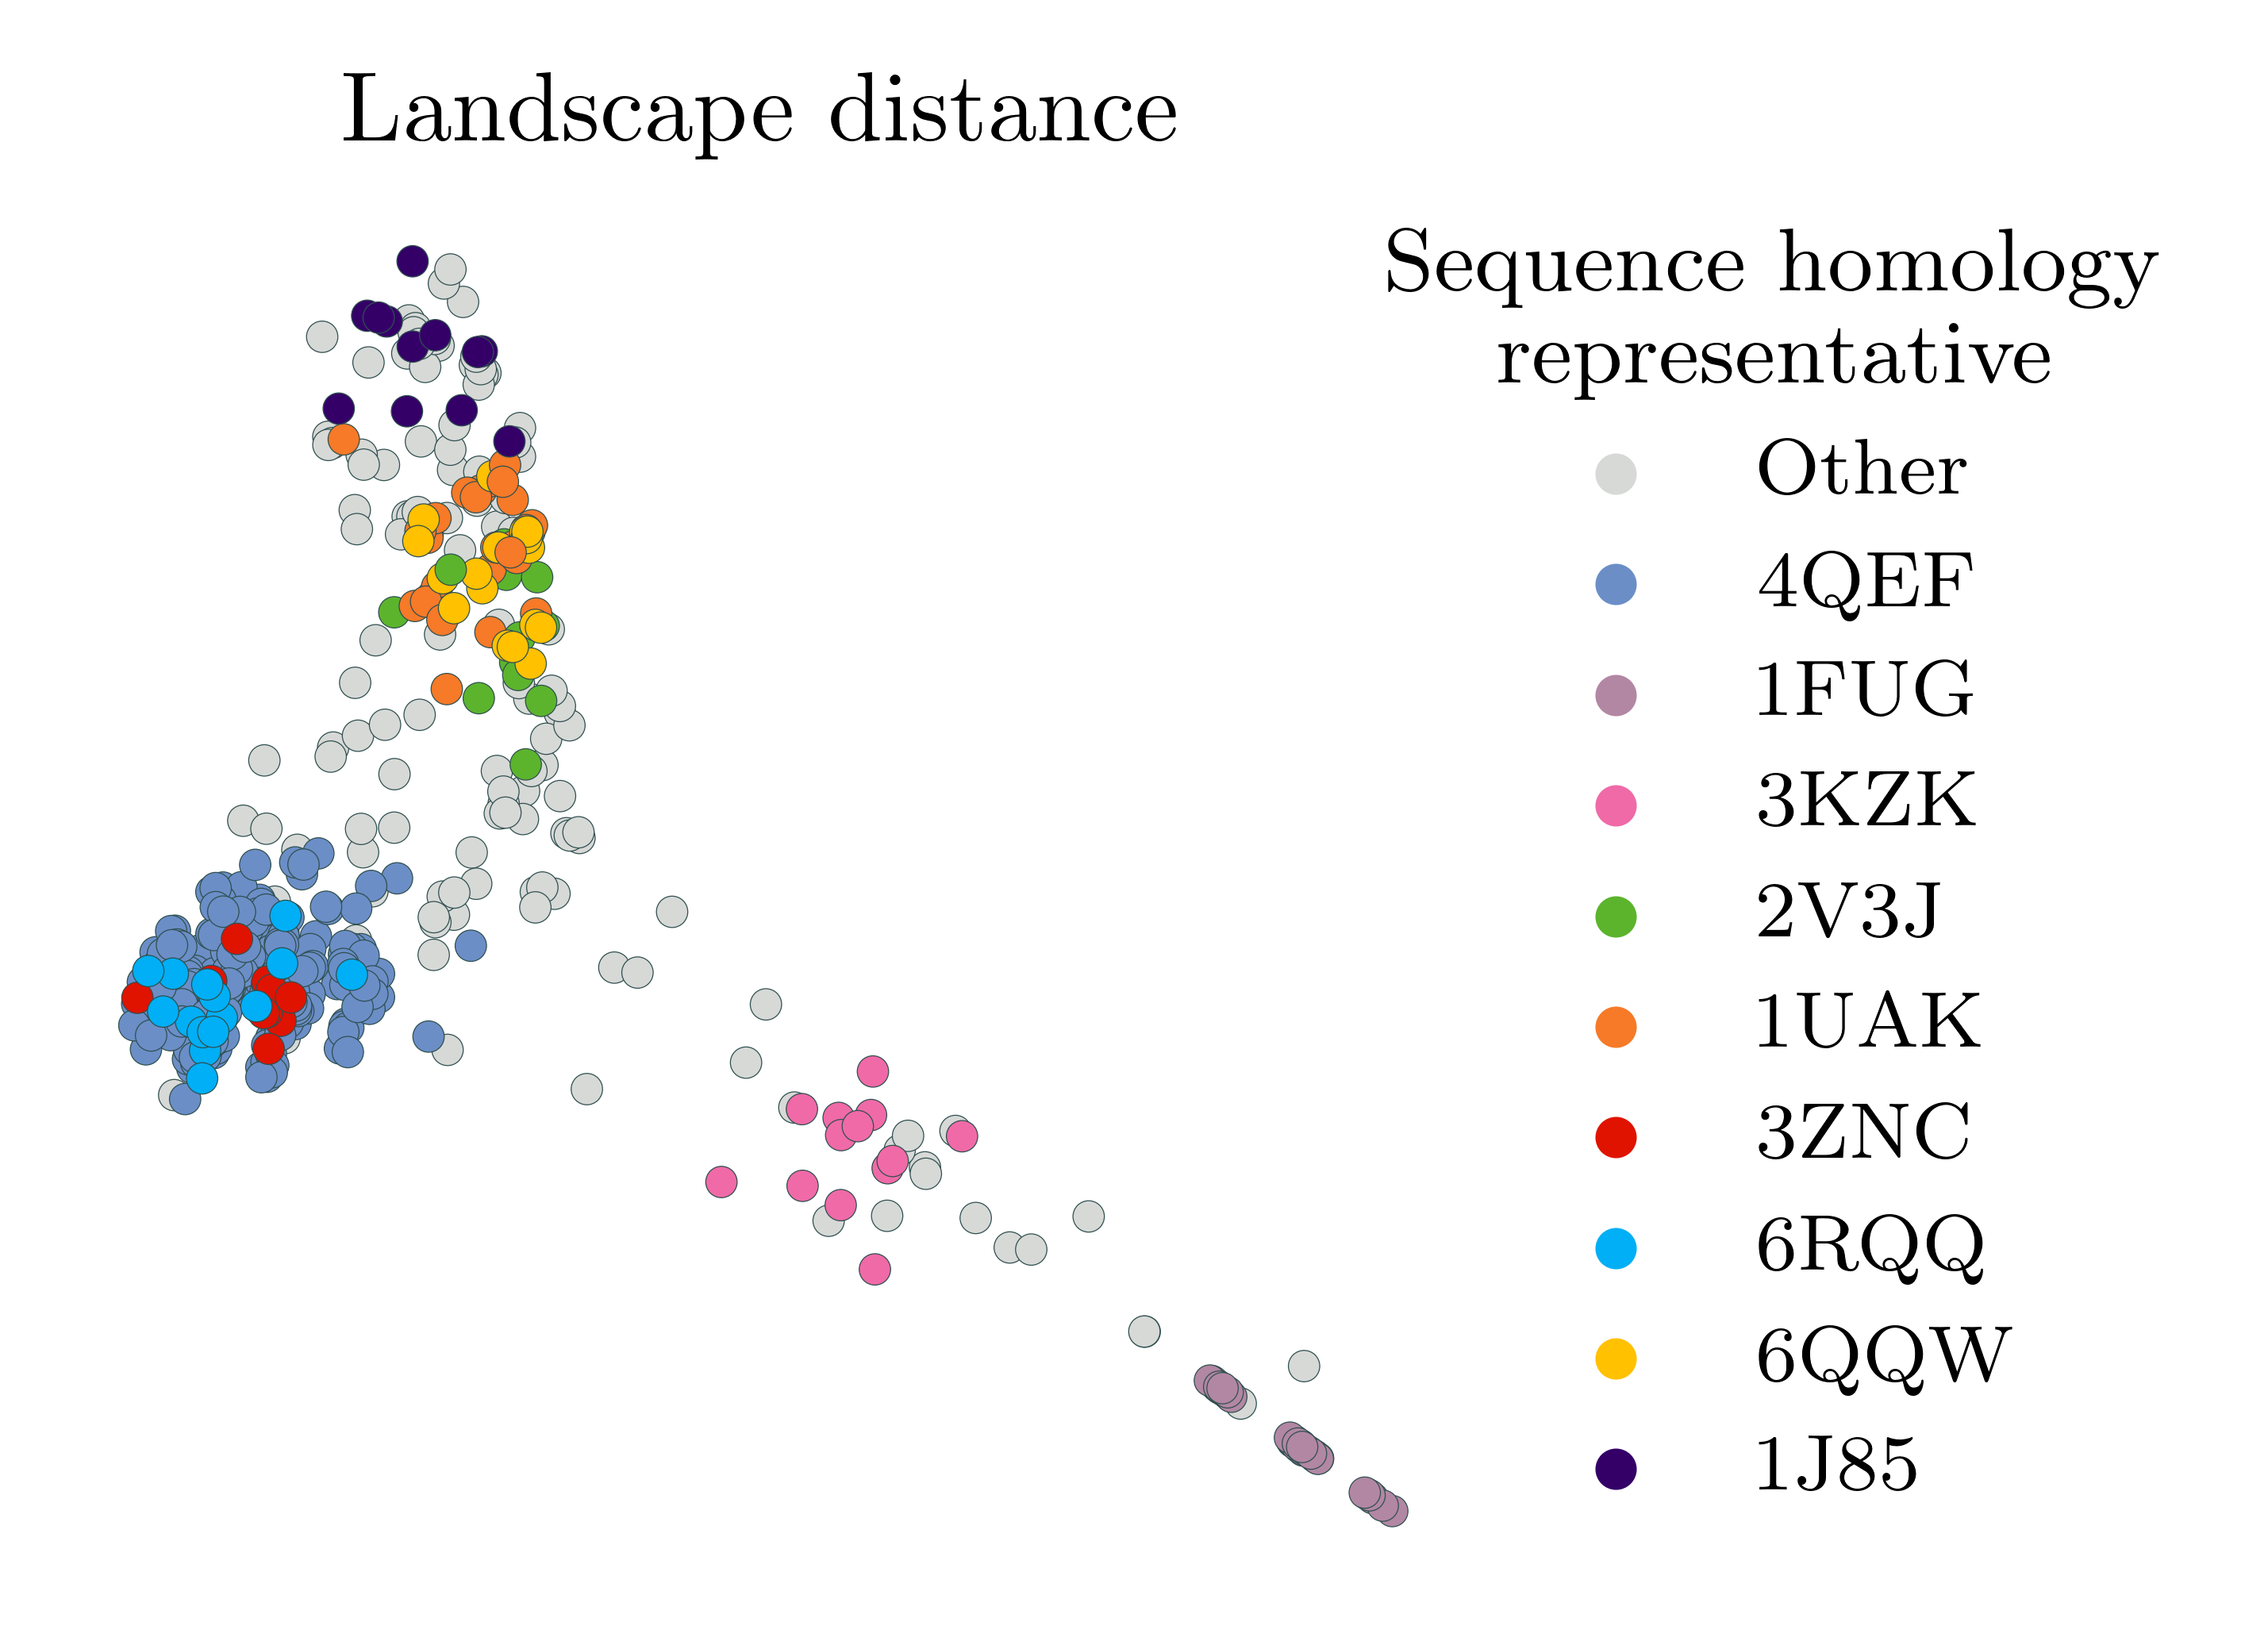 Landscape distance
Sequence homology
representative
Other
4QEF
1FUG
3KZK
2V3J
1UAK
3ZNC
6RQQ
6QQW
1J85